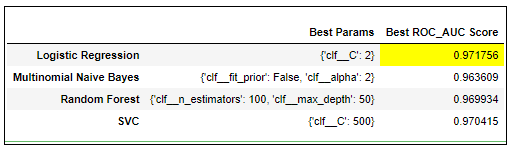 Best Params Best ROC_AUC Score
Logistic Regression {'clf__C': 2} 0.971756
Multinomial Naive Bayes {'clf__fit_prior': False, 'clf__alpha': 2} 0.963609
Random Forest {'clf__n_estimators': 100, 'clf__max_depth': 50} 0.969934
SVC {'clf__C': 500} 0.970415